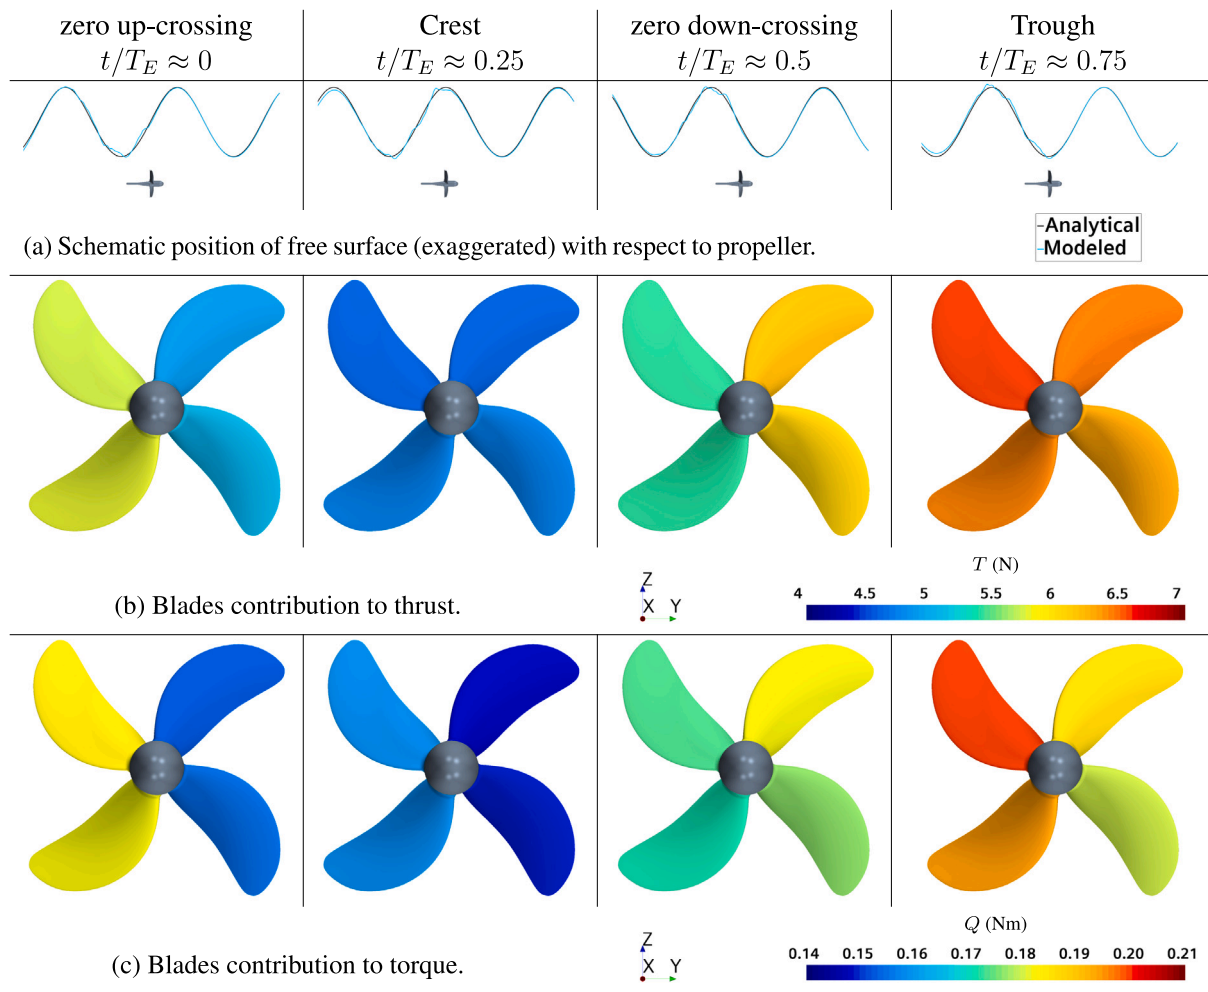 zero up-crossing
t/T_E ≈ 0
Crest
t/T_E ≈ 0.25
zero down-crossing
t/T_E ≈ 0.5
Trough
t/T_E ≈ 0.75
Analytical
Modeled
(a) Schematic position of free surface (exaggerated) with respect to propeller.
T (N)
4 4.5 5 5.5 6 6.5 7
Z
X Y
(b) Blades contribution to thrust.
Q (Nm)
0.14 0.15 0.16 0.17 0.18 0.19 0.20 0.21
Z
X Y
(c) Blades contribution to torque.